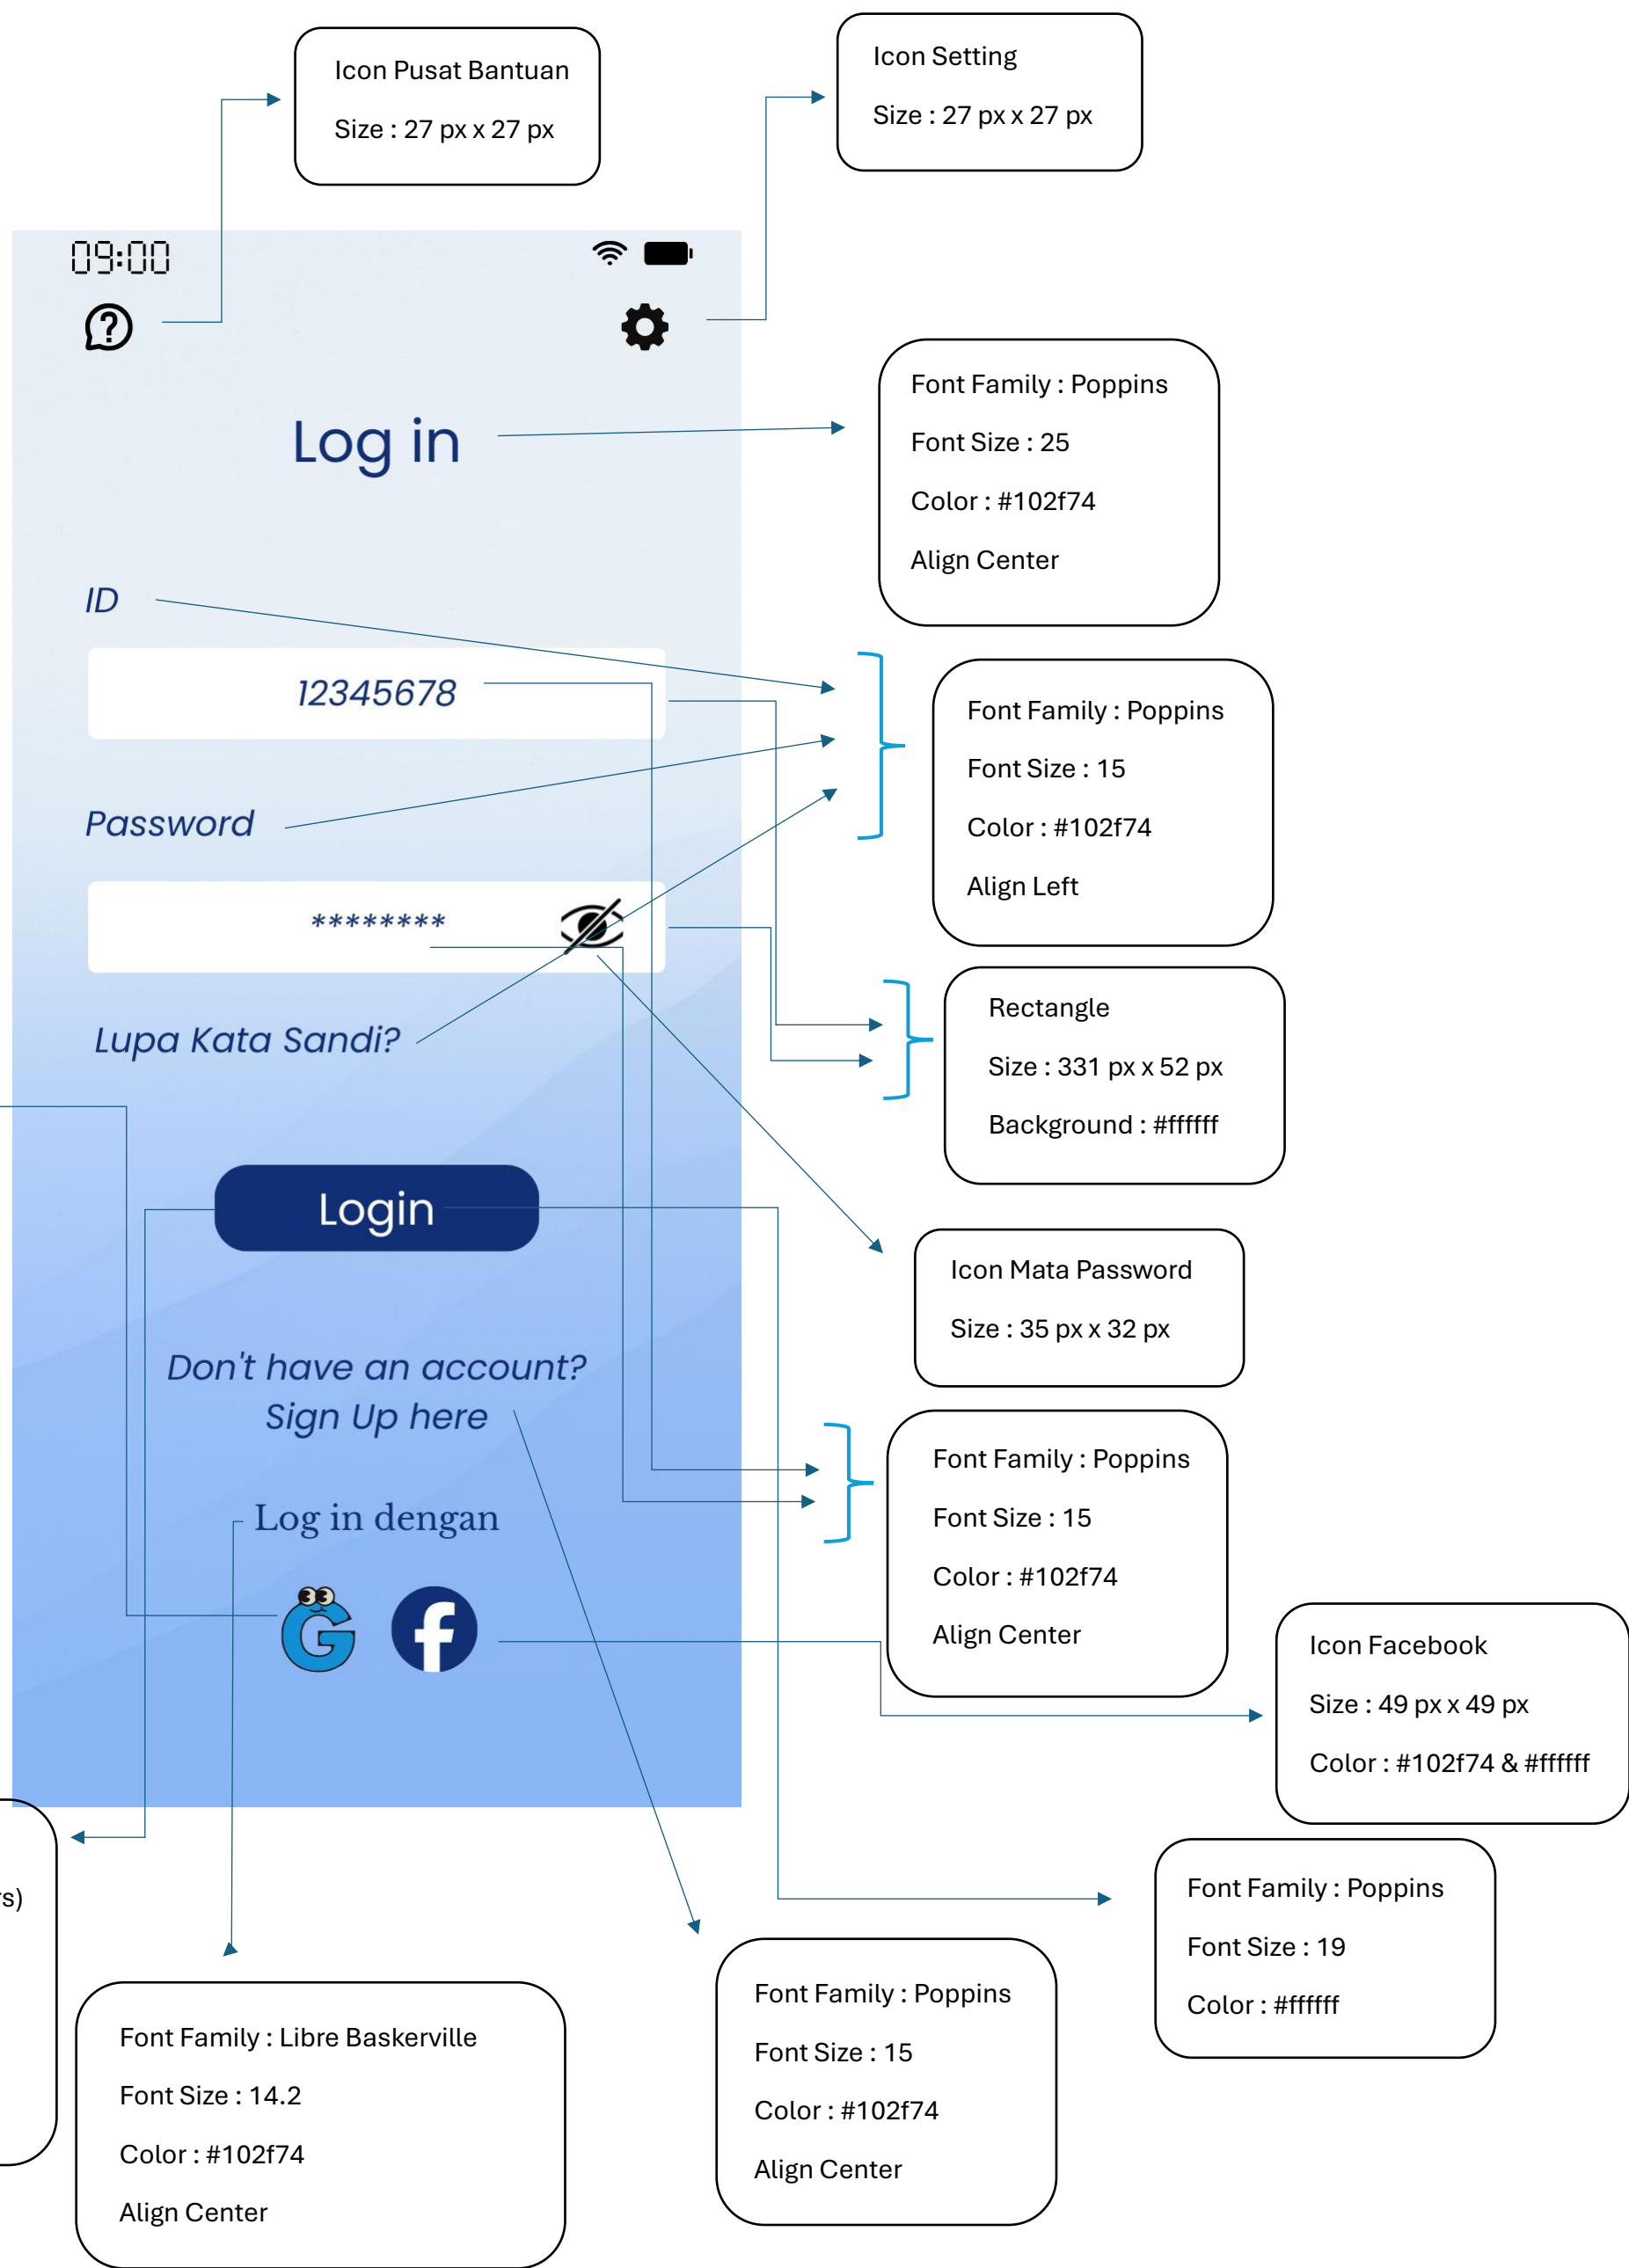 Icon Pusat Bantuan
Size : 27 px x 27 px
Icon Setting
Size : 27 px x 27 px
09:00
Log in
Font Family : Poppins
Font Size : 25
Color : #102f74
Align Center
ID
12345678
Password
********
Lupa Kata Sandi?
Font Family : Poppins
Font Size : 15
Color : #102f74
Align Left
Rectangle
Size : 331 px x 52 px
Background : #ffffff
Login
Icon Mata Password
Size : 35 px x 32 px
Don't have an account?
Sign Up here
Log in dengan
Font Family : Poppins
Font Size : 15
Color : #102f74
Align Center
Icon Facebook
Size : 49 px x 49 px
Color : #102f74 & #ffffff
Font Family : Poppins
Font Size : 19
Color : #ffffff
Font Family : Libre Baskerville
Font Size : 14.2
Color : #102f74
Align Center
Font Family : Poppins
Font Size : 15
Color : #102f74
Align Center